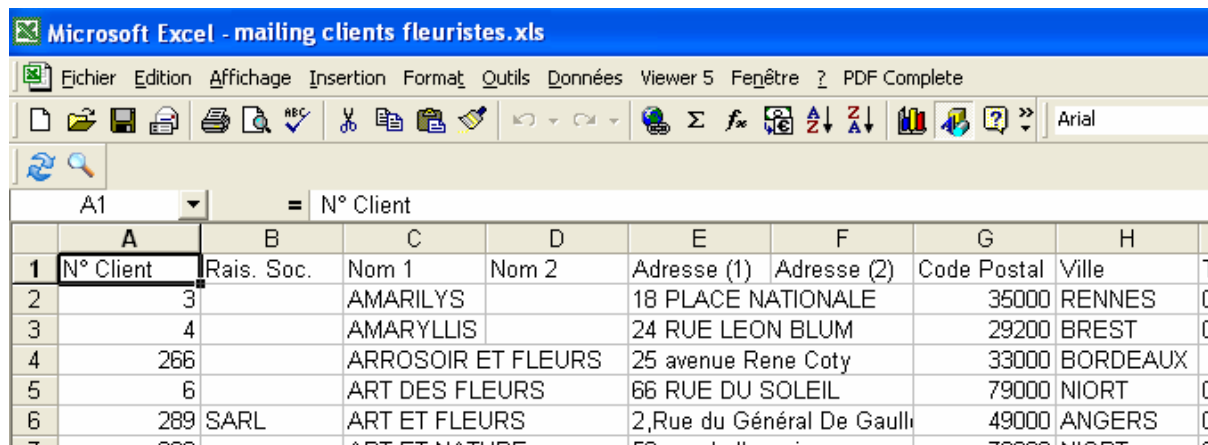 Microsoft Excel - mailing clients fleuristes.xls
Fichier Edition Affichage Insertion Format Outils Données Viewer 5 Fenêtre ? PDF Complete
Arial
A1 = N° Client
A B C D E F G H
1 N° Client Rais. Soc. Nom 1 Nom 2 Adresse (1) Adresse (2) Code Postal Ville
2 3 AMARILYS 18 PLACE NATIONALE 35000 RENNES
3 4 AMARYLLIS 24 RUE LEON BLUM 29200 BREST
4 266 ARROSOIR ET FLEURS 25 avenue Rene Coty 33000 BORDEAUX
5 6 ART DES FLEURS 66 RUE DU SOLEIL 79000 NIORT
6 289 SARL ART ET FLEURS 2,Rue du Général De Gaull 49000 ANGERS
ART ET NATURE